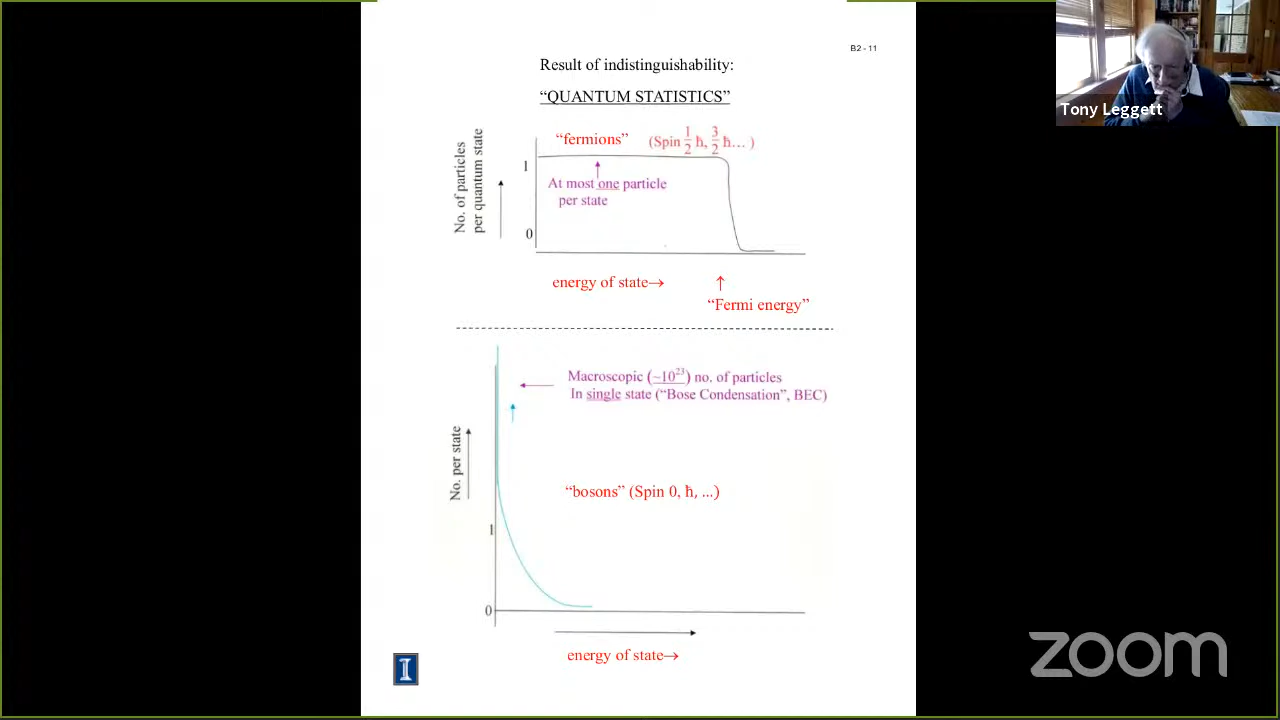 B2 - 11
Result of indistinguishability:
“QUANTUM STATISTICS”
“fermions” (Spin 1/2 ħ, 3/2 ħ… )
No. of particles
per quantum state
1
At most one particle
per state
0
energy of state→
“Fermi energy”
Macroscopic (~10²³) no. of particles
In single state (“Bose Condensation”, BEC)
No. per state
“bosons” (Spin 0, ħ, ...)
1
0
energy of state→
I
Tony Leggett
zoom